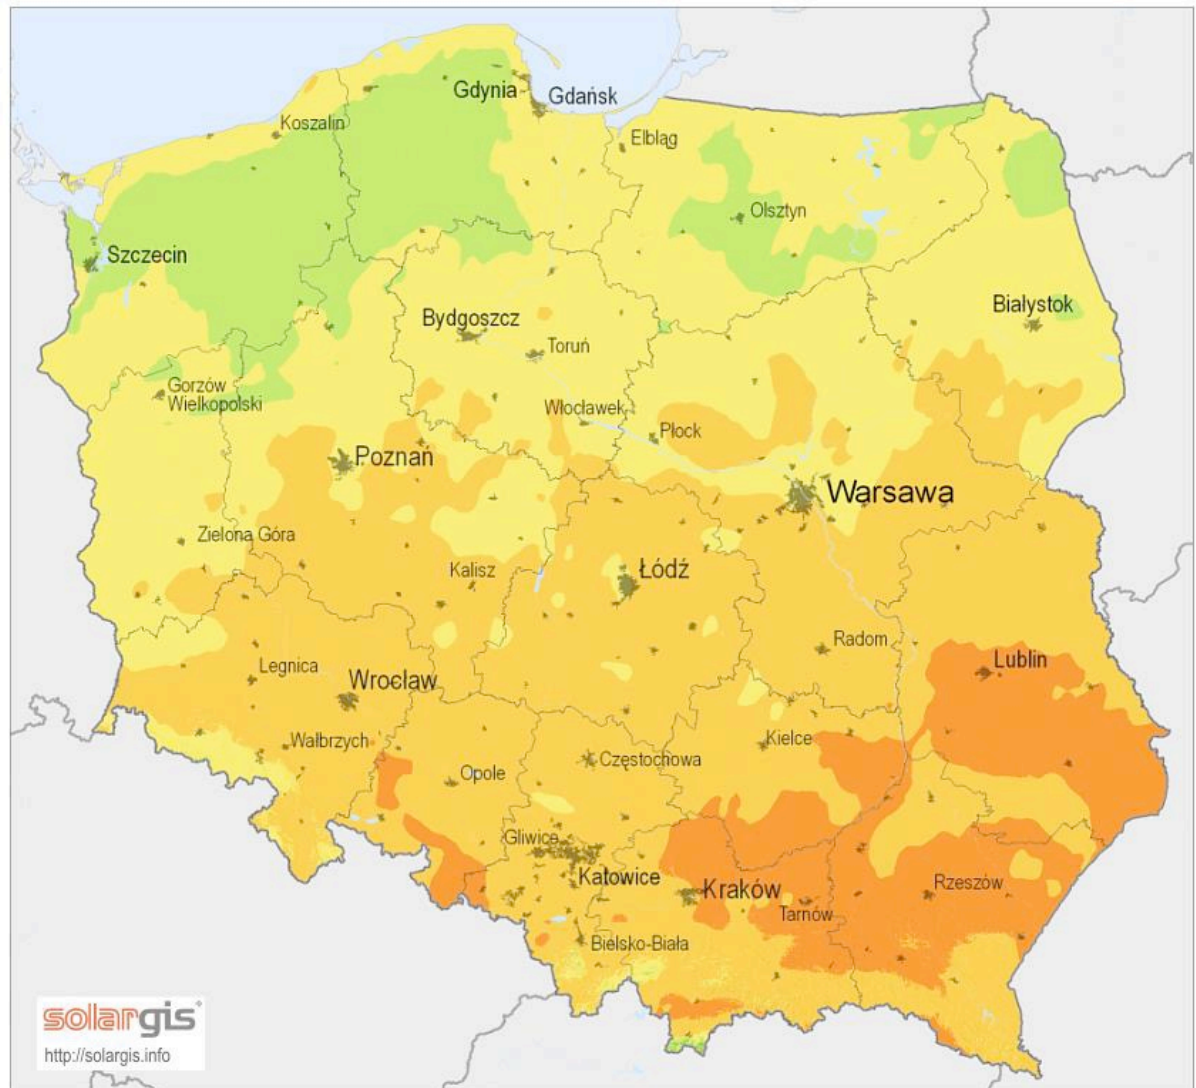 Gdynia
Gdańsk
Koszalin
Elbląg
Olsztyn
Szczecin
Białystok
Bydgoszcz
Toruń
Gorzów
Wielkopolski
Włocławek
Płock
Poznań
Warsawa
Zielona Góra
Kalisz
Łódź
Radom
Legnica
Wrocław
Lublin
Wałbrzych
Kielce
Częstochowa
Opole
Gliwice
Katowice
Kraków
Rzeszów
Tarnów
Bielsko-Biała
solargis
http://solargis.info